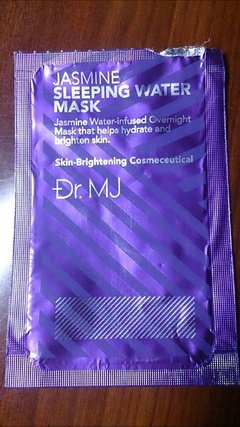 JASMINE
SLEEPING WATER
MASK
Jasmine Water-infused Overnight
Mask that helps hydrate and
brighten skin.
Skin-Brightening Cosmeceutical
Dr. MJ